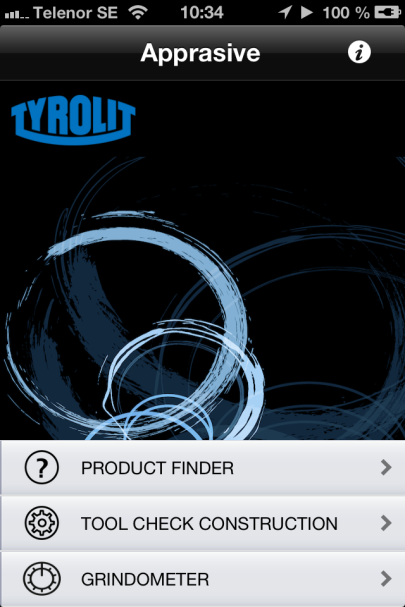 Telenor SE 10:34 100 %
Apprasive
TYROLIT
PRODUCT FINDER
TOOL CHECK CONSTRUCTION
GRINDOMETER